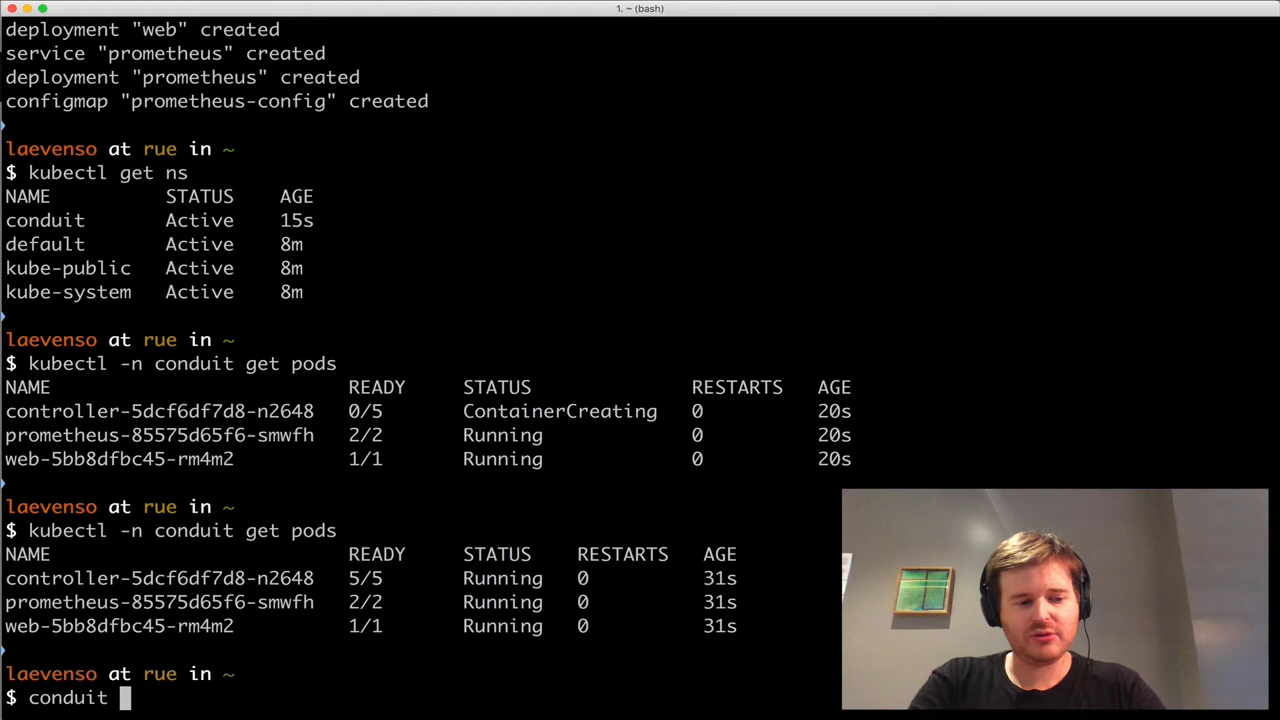 1. ~ (bash)
deployment "web" created
service "prometheus" created
deployment "prometheus" created
configmap "prometheus-config" created
laevenso at rue in ~
$ kubectl get ns
NAME STATUS AGE
conduit Active 15s
default Active 8m
kube-public Active 8m
kube-system Active 8m
laevenso at rue in ~
$ kubectl -n conduit get pods
NAME READY STATUS RESTARTS AGE
controller-5dcf6df7d8-n2648 0/5 ContainerCreating 0 20s
prometheus-85575d65f6-smwfh 2/2 Running 0 20s
web-5bb8dfbc45-rm4m2 1/1 Running 0 20s
laevenso at rue in ~
$ kubectl -n conduit get pods
NAME READY STATUS RESTARTS AGE
controller-5dcf6df7d8-n2648 5/5 Running 0 31s
prometheus-85575d65f6-smwfh 2/2 Running 0 31s
web-5bb8dfbc45-rm4m2 1/1 Running 0 31s
laevenso at rue in ~
$ conduit